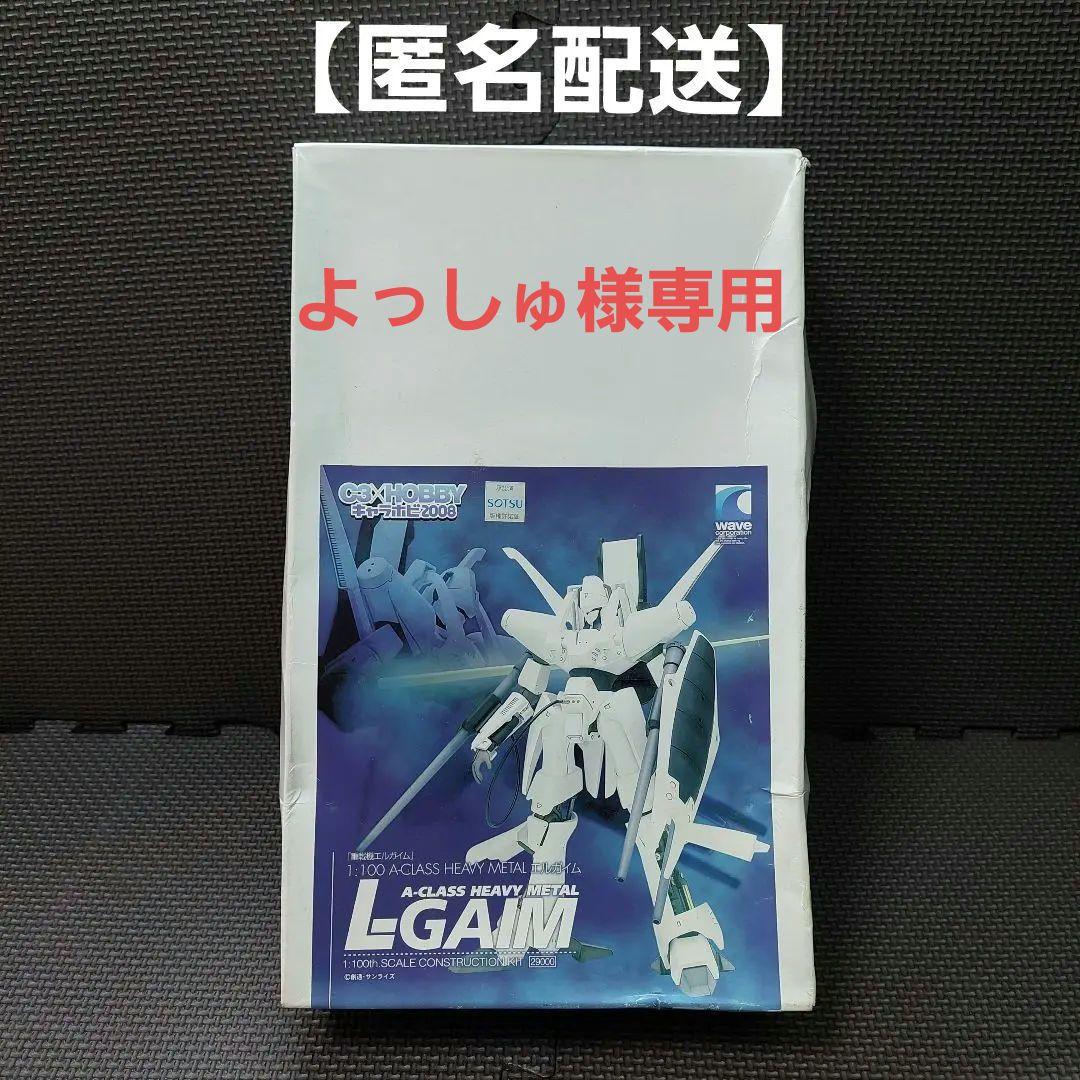 【匿名配送】
よっしゅ様専用
C3×HOBBY
キャラホビ2008
SOTSU
wave
corporation
「重戦機エルガイム」
1:100 A-CLASS HEAVY METAL エルガイム
A-CLASS HEAVY METAL
L-GAIM
1:100th SCALE CONSTRUCTION KIT 29000
©創通・サンライズ